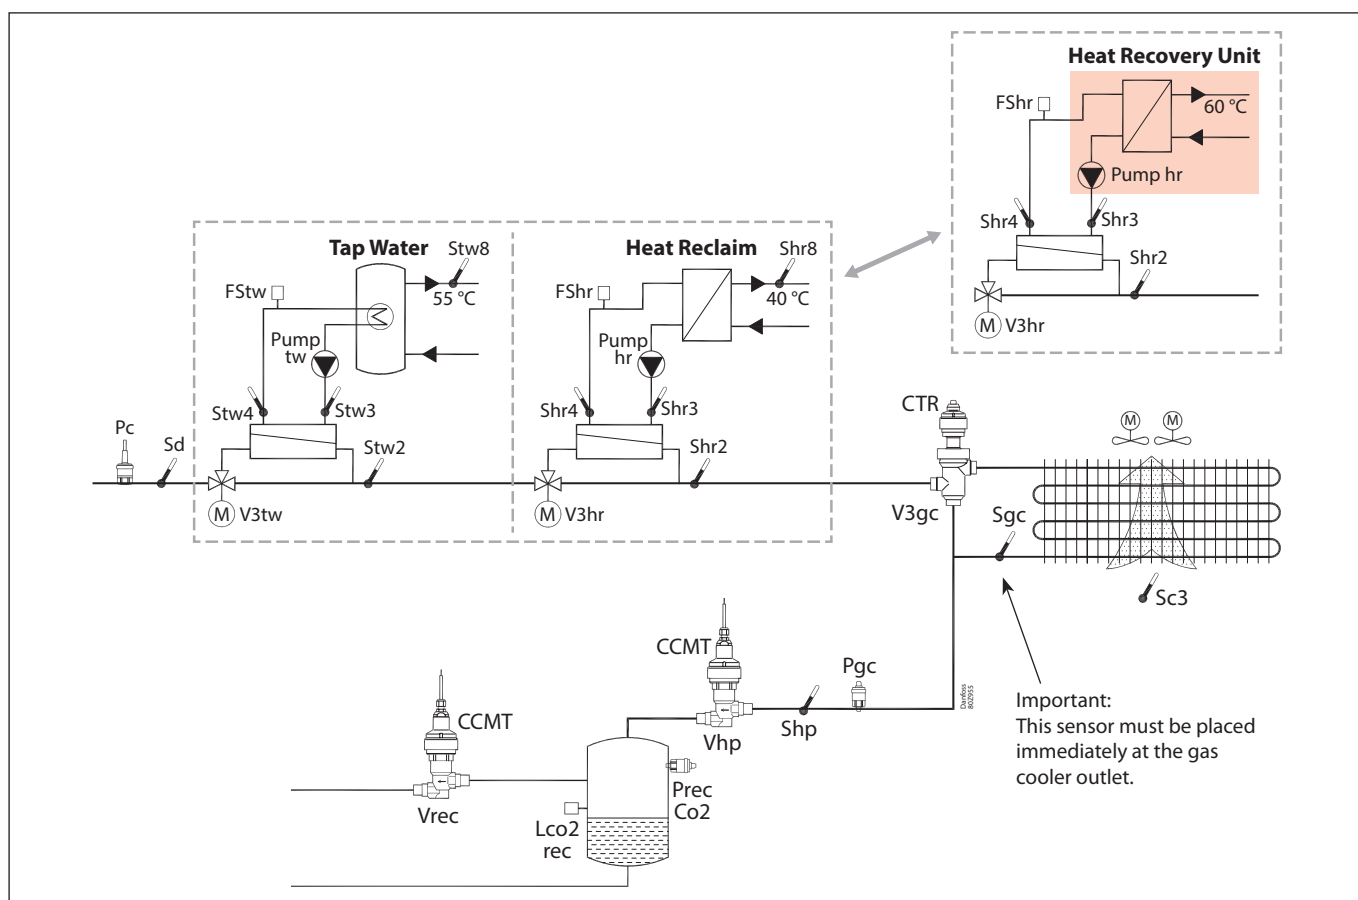 Heat Recovery Unit
FShr
60 °C
Pump hr
Shr4
Shr3
Shr2
M
V3hr
Tap Water
Stw8
FStw
55 °C
Pump
tw
Stw4
Stw3
Pc
Sd
Stw2
M
V3tw
Heat Reclaim
Shr8
FShr
40 °C
Pump
hr
Shr4
Shr3
Shr2
M
V3hr
CTR
M
M
V3gc
Sgc
Sc3
CCMT
Pgc
Danfoss
80Z955
Important:
This sensor must be placed
immediately at the gas
cooler outlet.
CCMT
Vhp
Shp
Vrec
Prec
Co2
Lco2
rec